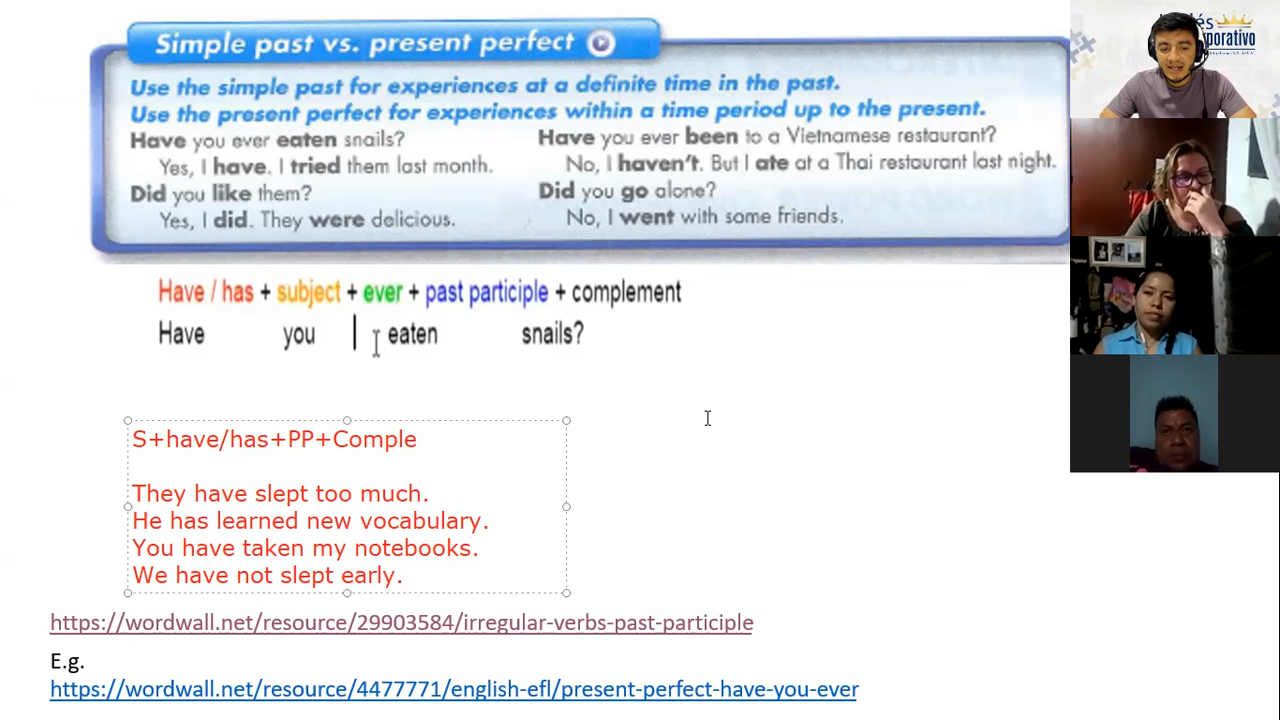 Simple past vs. present perfect
Use the simple past for experiences at a definite time in the past.
Use the present perfect for experiences within a time period up to the present.
Have you ever eaten snails?
Yes, I have. I tried them last month.
Did you like them?
Yes, I did. They were delicious.
Have you ever been to a Vietnamese restaurant?
No, I haven't. But I ate at a Thai restaurant last night.
Did you go alone?
No, I went with some friends.
Have / has + subject + ever + past participle + complement
Have you eaten snails?
S+have/has+PP+Comple
They have slept too much.
He has learned new vocabulary.
You have taken my notebooks.
We have not slept early.
https://wordwall.net/resource/29903584/irregular-verbs-past-participle
E.g.
https://wordwall.net/resource/4477771/english-efl/present-perfect-have-you-ever